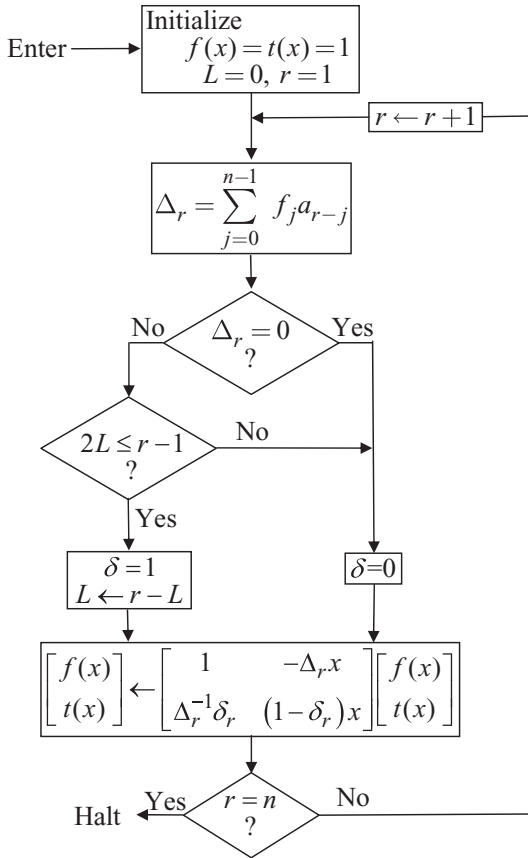 Initialize
Enter
f(x) = t(x) = 1
L = 0, r = 1
r ← r + 1
Δ_r = ∑_{j=0}^{n−1} f_j a_{r−j}
No
Δ_r = 0
Yes
?
2L ≤ r − 1
No
?
Yes
δ = 1
L ← r − L
δ=0
[f(x) t(x)] ← [1 −Δ_r x; Δ_r^{−1}δ_r (1−δ_r)x] [f(x) t(x)]
Halt
Yes
r = n
No
?